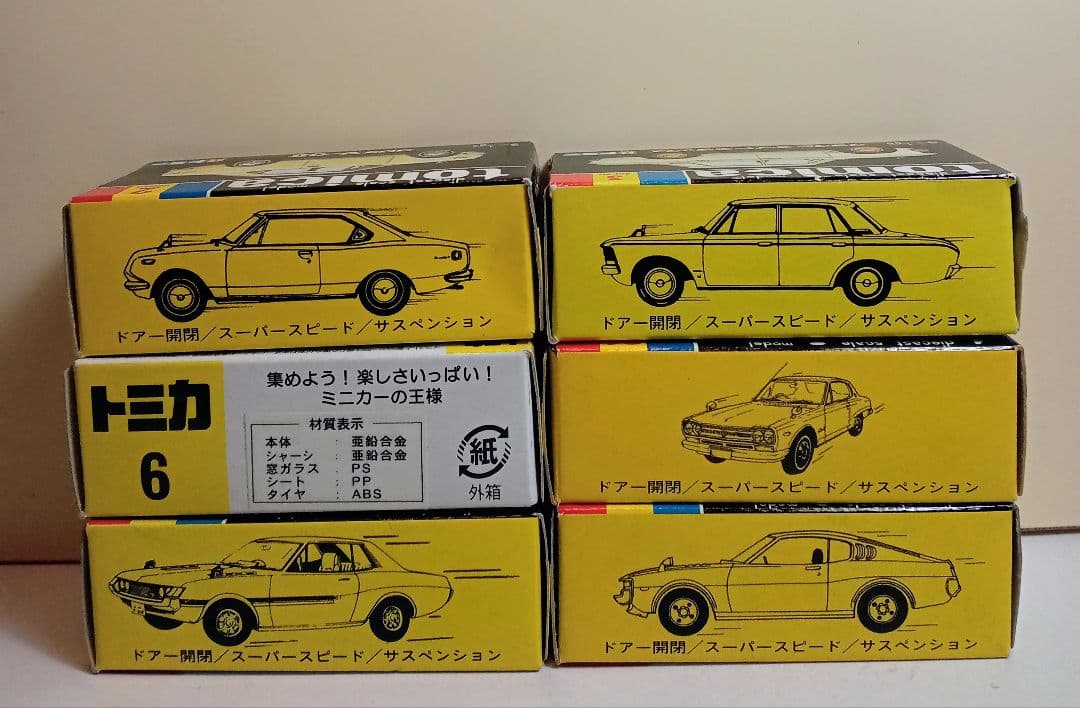 tomica
ドアー開閉／スーパースピード／サスペンション
tomica
ドアー開閉／スーパースピード／サスペンション
トミカ
6
集めよう！楽しさいっぱい！
ミニカーの王様
材質表示
本体 : 亜鉛合金
シャーシ : 亜鉛合金
窓ガラス : PS
シート : PP
タイヤ : ABS
紙
外箱
diecast scale model
ドアー開閉／スーパースピード／サスペンション
ドアー開閉／スーパースピード／サスペンション
ドアー開閉／スーパースピード／サスペンション